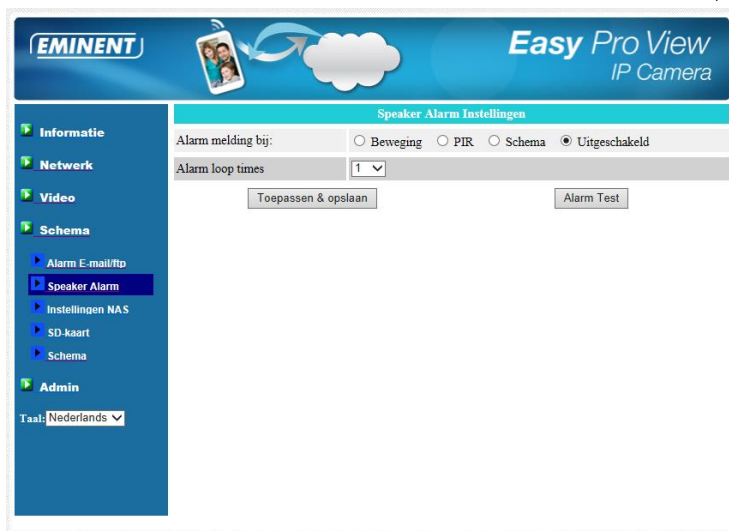 EMINENT
Easy Pro View
IP Camera
Informatie
Netwerk
Video
Schema
Alarm E-mail/ftp
Speaker Alarm
Instellingen NAS
SD-kaart
Schema
Admin
Taal: Nederlands
Speaker Alarm Instellingen
Alarm melding bij: Beweging PIR Schema Uitgeschakeld
Alarm loop times 1
Toepassen & opslaan Alarm Test